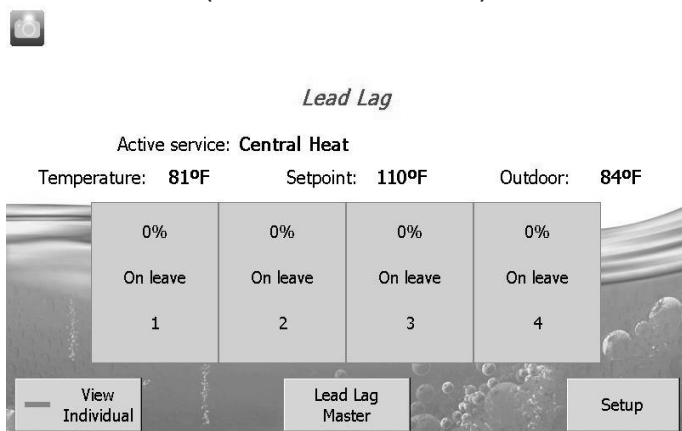 Lead Lag
Active service: Central Heat
Temperature: 81ºF Setpoint: 110ºF Outdoor: 84ºF
0% 0% 0% 0%
On leave On leave On leave On leave
1 2 3 4
View Individual
Lead Lag Master
Setup